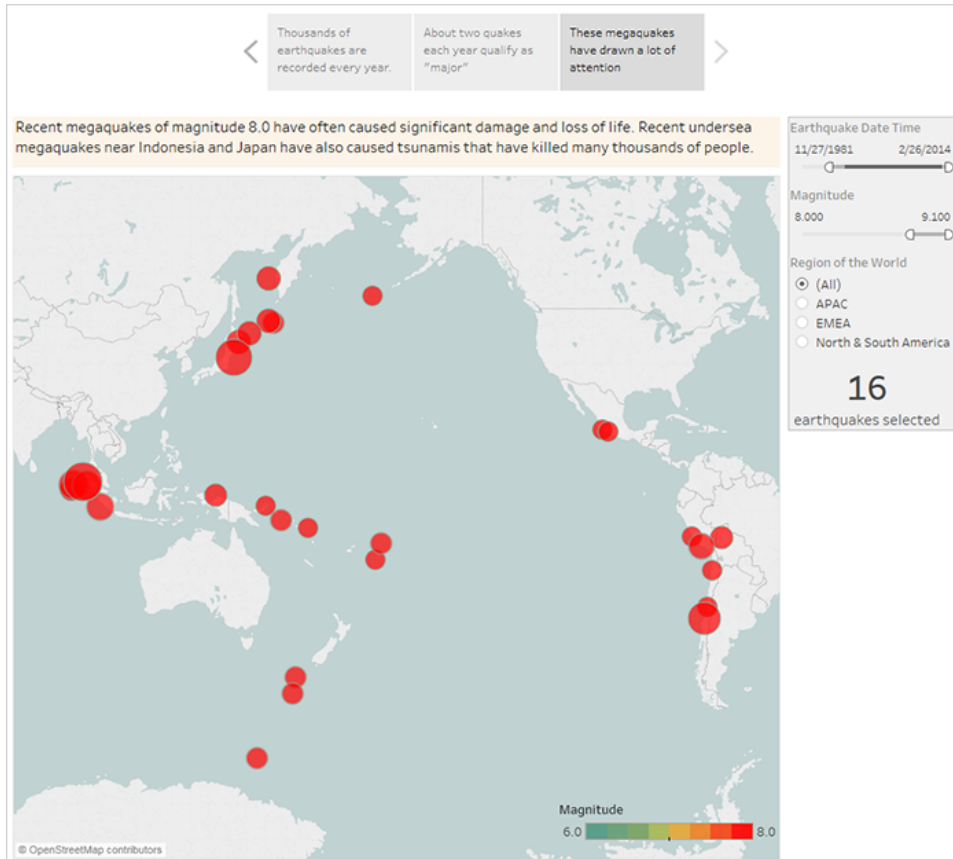 Thousands of
earthquakes are
recorded every year.
About two quakes
each year qualify as
"major"
These megaquakes
have drawn a lot of
attention
Recent megaquakes of magnitude 8.0 have often caused significant damage and loss of life. Recent undersea
megaquakes near Indonesia and Japan have also caused tsunamis that have killed many thousands of people.
Earthquake Date Time
11/27/1981 2/26/2014
Magnitude
8.000 9.100
Region of the World
(All)
APAC
EMEA
North & South America
16
earthquakes selected
Magnitude
6.0 8.0
© OpenStreetMap contributors